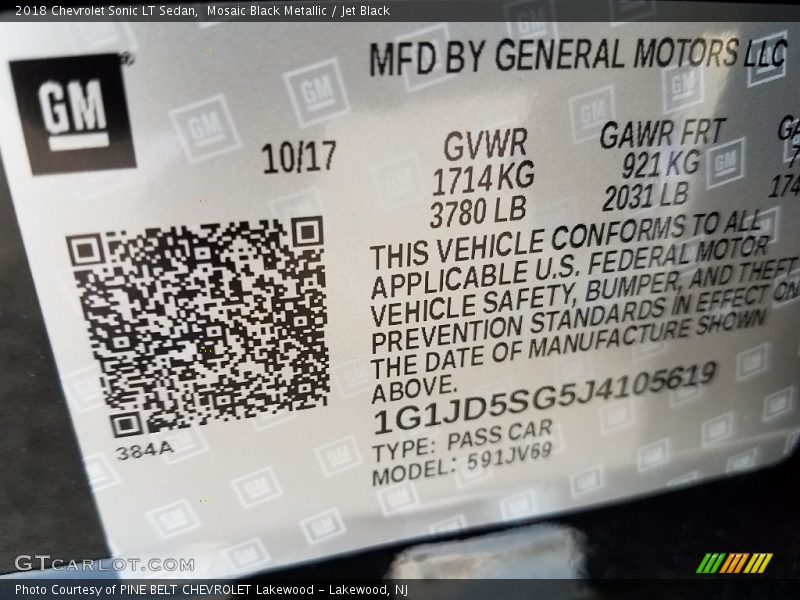 2018 Chevrolet Sonic LT Sedan, Mosaic Black Metallic / Jet Black
MFD BY GENERAL MOTORS LLC
GM
10/17
GVWR
1714 KG
3780 LB
GAWR FRT
921 KG
2031 LB
THIS VEHICLE CONFORMS TO ALL
APPLICABLE U.S. FEDERAL MOTOR
VEHICLE SAFETY, BUMPER, AND THEFT
PREVENTION STANDARDS IN EFFECT ON
THE DATE OF MANUFACTURE SHOWN
ABOVE.
1G1JD5SG5J4105619
TYPE: PASS CAR
MODEL: 591JV69
384A
GTCARLOT.COM
Photo Courtesy of PINE BELT CHEVROLET Lakewood - Lakewood, NJ